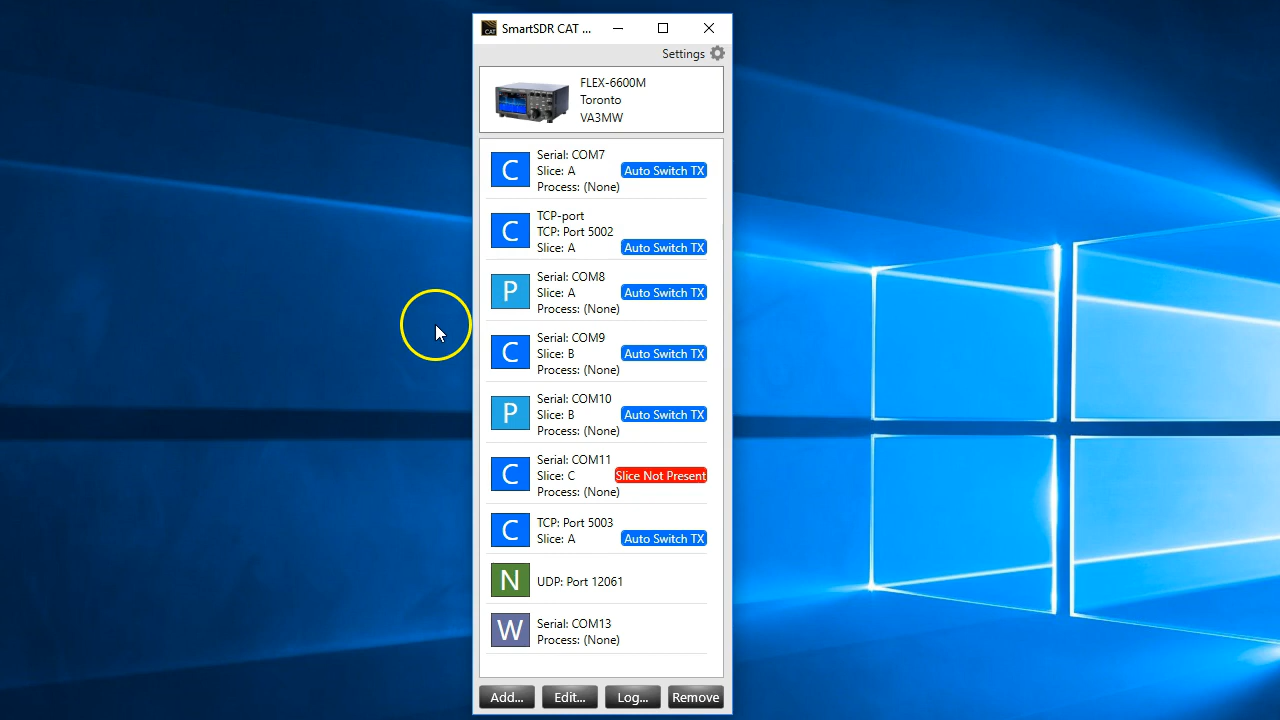 CAT
SmartSDR CAT ...
Settings
FLEX-6600M
Toronto
VA3MW
C
Serial: COM7
Slice: A
Auto Switch TX
Process: (None)
C
TCP-port
TCP: Port 5002
Slice: A
Auto Switch TX
P
Serial: COM8
Slice: A
Auto Switch TX
Process: (None)
C
Serial: COM9
Slice: B
Auto Switch TX
Process: (None)
P
Serial: COM10
Slice: B
Auto Switch TX
Process: (None)
C
Serial: COM11
Slice: C
Slice Not Present
Process: (None)
C
TCP: Port 5003
Slice: A
Auto Switch TX
N
UDP: Port 12061
W
Serial: COM13
Process: (None)
Add... Edit... Log... Remove